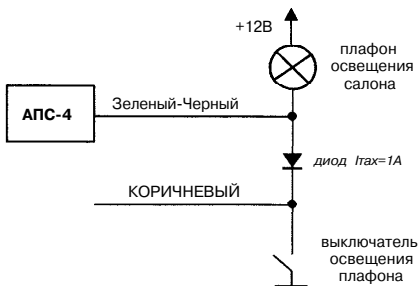 +12В
плафон
освещения
салона
АПС-4
Зеленый-Черный
диод Imax=1A
КОРИЧНЕВЫЙ
выключатель
освещения
плафона